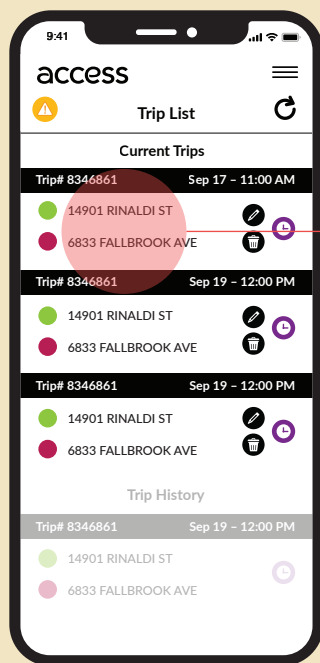 9:41
access
Trip List
Current Trips
Trip# 8346861 Sep 17 – 11:00 AM
14901 RINALDI ST
6833 FALLBROOK AVE
Trip# 8346861 Sep 19 – 12:00 PM
14901 RINALDI ST
6833 FALLBROOK AVE
Trip# 8346861 Sep 19 – 12:00 PM
14901 RINALDI ST
6833 FALLBROOK AVE
Trip History
Trip# 8346861 Sep 19 – 12:00 PM
14901 RINALDI ST
6833 FALLBROOK AVE